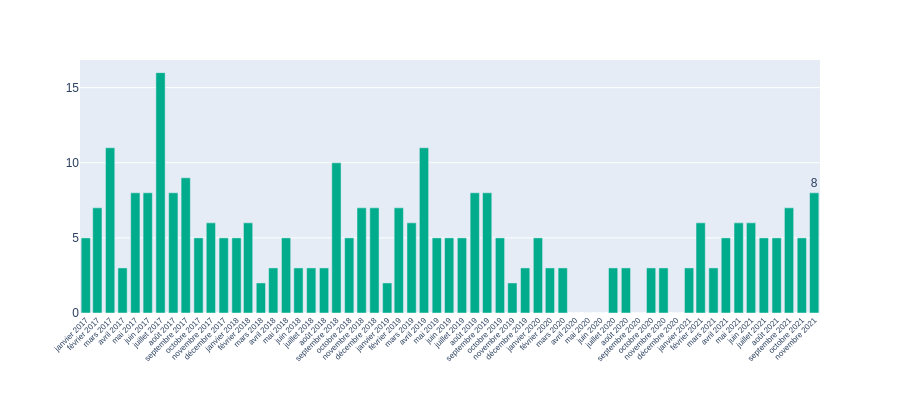 15
10
5
0
8
janvier 2017
février 2017
mars 2017
avril 2017
mai 2017
juin 2017
juillet 2017
août 2017
septembre 2017
octobre 2017
novembre 2017
décembre 2017
janvier 2018
février 2018
mars 2018
avril 2018
mai 2018
juin 2018
juillet 2018
août 2018
septembre 2018
octobre 2018
novembre 2018
décembre 2018
janvier 2019
février 2019
mars 2019
avril 2019
mai 2019
juin 2019
juillet 2019
août 2019
septembre 2019
octobre 2019
novembre 2019
décembre 2019
janvier 2020
février 2020
mars 2020
avril 2020
mai 2020
juin 2020
juillet 2020
août 2020
septembre 2020
octobre 2020
novembre 2020
décembre 2020
janvier 2021
février 2021
mars 2021
avril 2021
mai 2021
juin 2021
juillet 2021
août 2021
septembre 2021
octobre 2021
novembre 2021